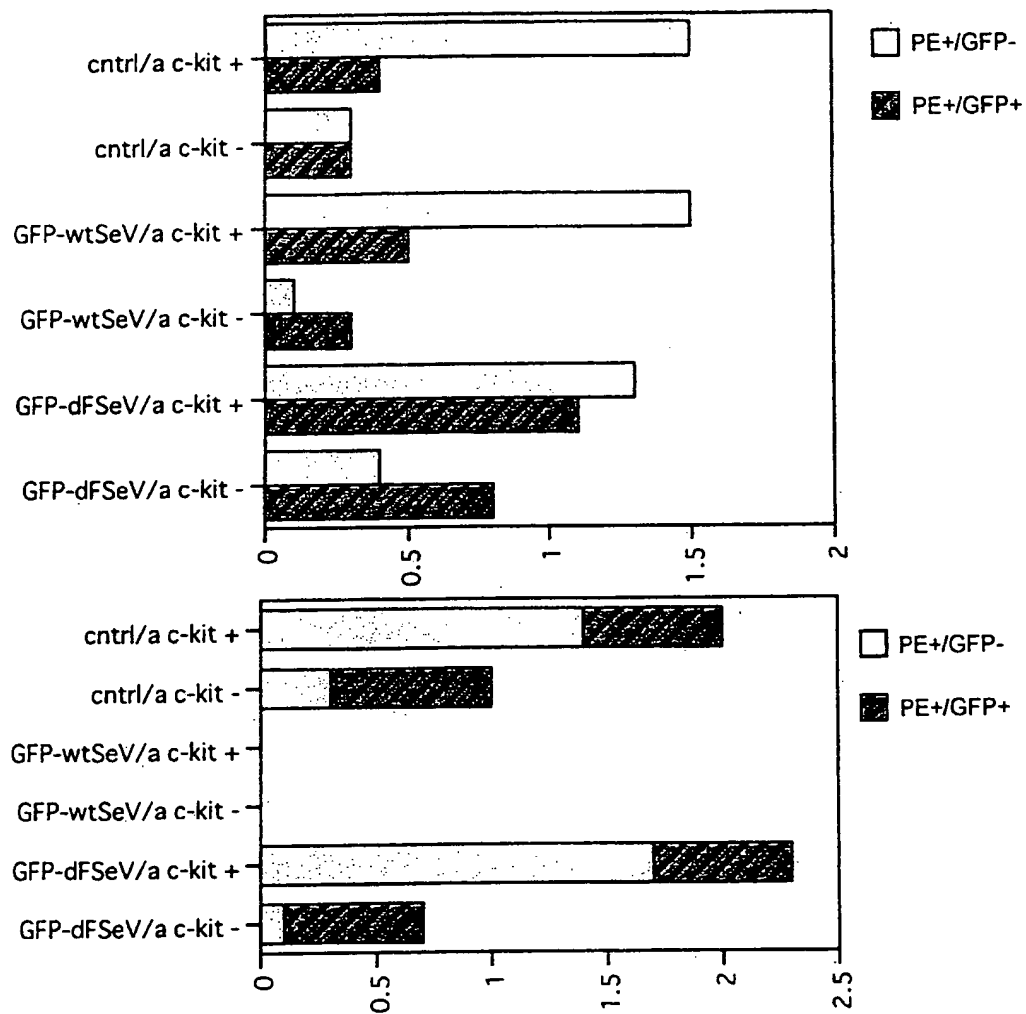 cntrl/a c-kit +
cntrl/a c-kit -
GFP-wtSeV/a c-kit +
GFP-wtSeV/a c-kit -
GFP-dFSeV/a c-kit +
GFP-dFSeV/a c-kit -
0
0.5
1
1.5
2
PE+/GFP-
PE+/GFP+
cntrl/a c-kit +
cntrl/a c-kit -
GFP-wtSeV/a c-kit +
GFP-wtSeV/a c-kit -
GFP-dFSeV/a c-kit +
GFP-dFSeV/a c-kit -
0
0.5
1
1.5
2
2.5
PE+/GFP-
PE+/GFP+